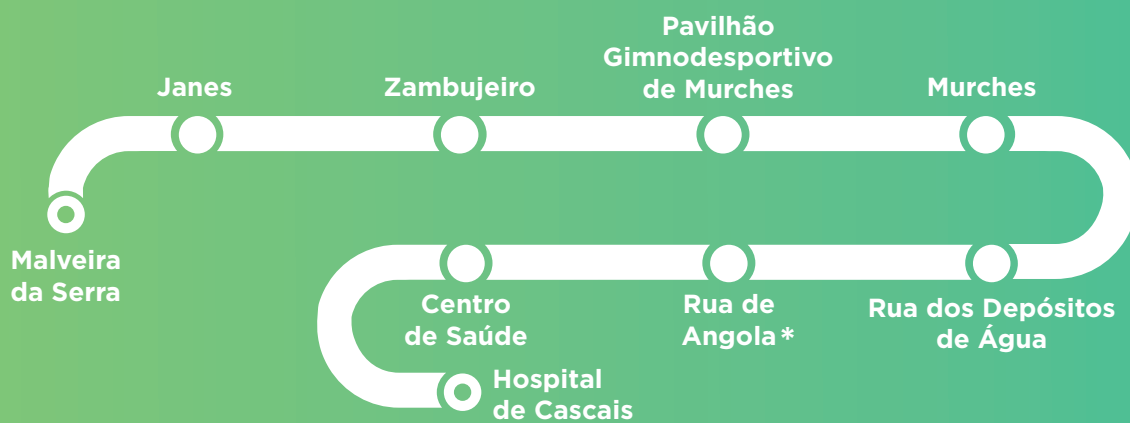 Janes
Zambujeiro
Pavilhão
Gimnodesportivo
de Murches
Murches
Malveira
da Serra
Centro
de Saúde
Rua de
Angola*
Rua dos Depósitos
de Água
Hospital
de Cascais